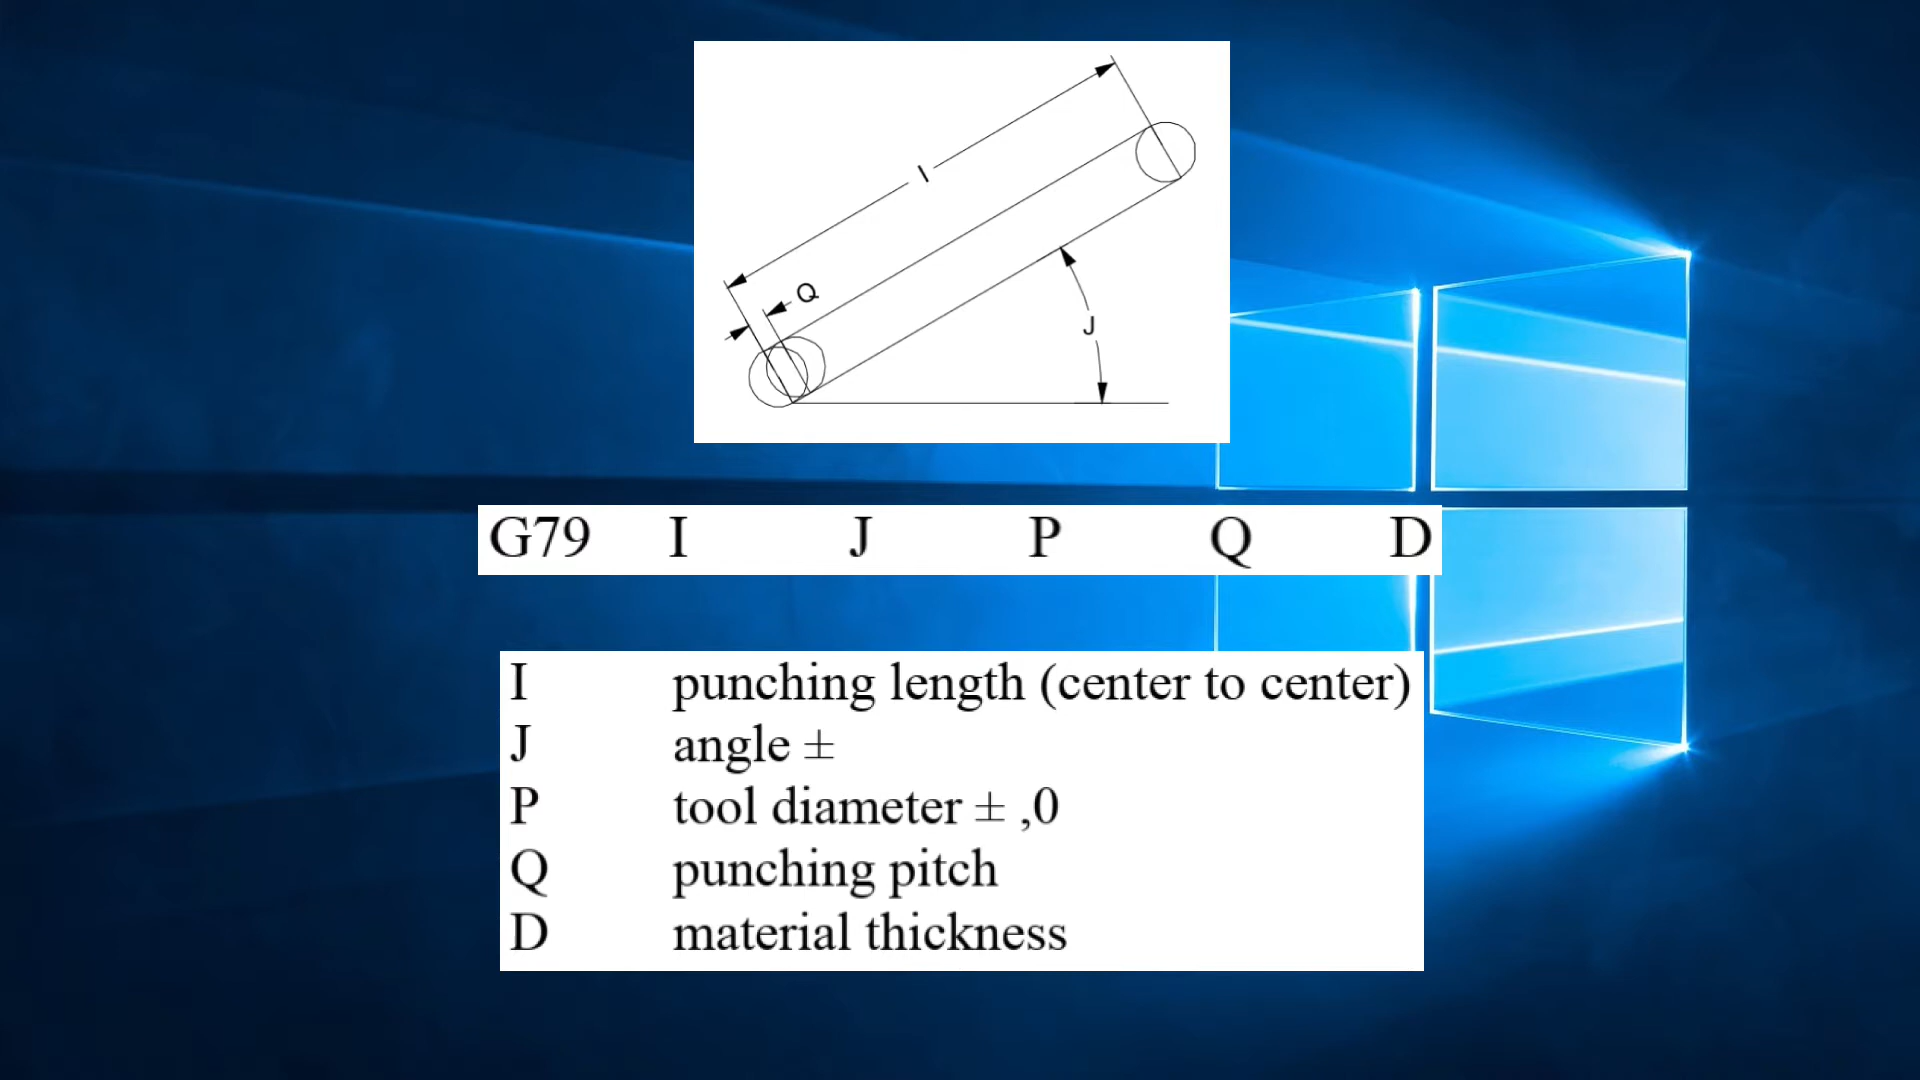 I
Q
J
G79 I J P Q D
I punching length (center to center)
J angle ±
P tool diameter ± ,0
Q punching pitch
D material thickness